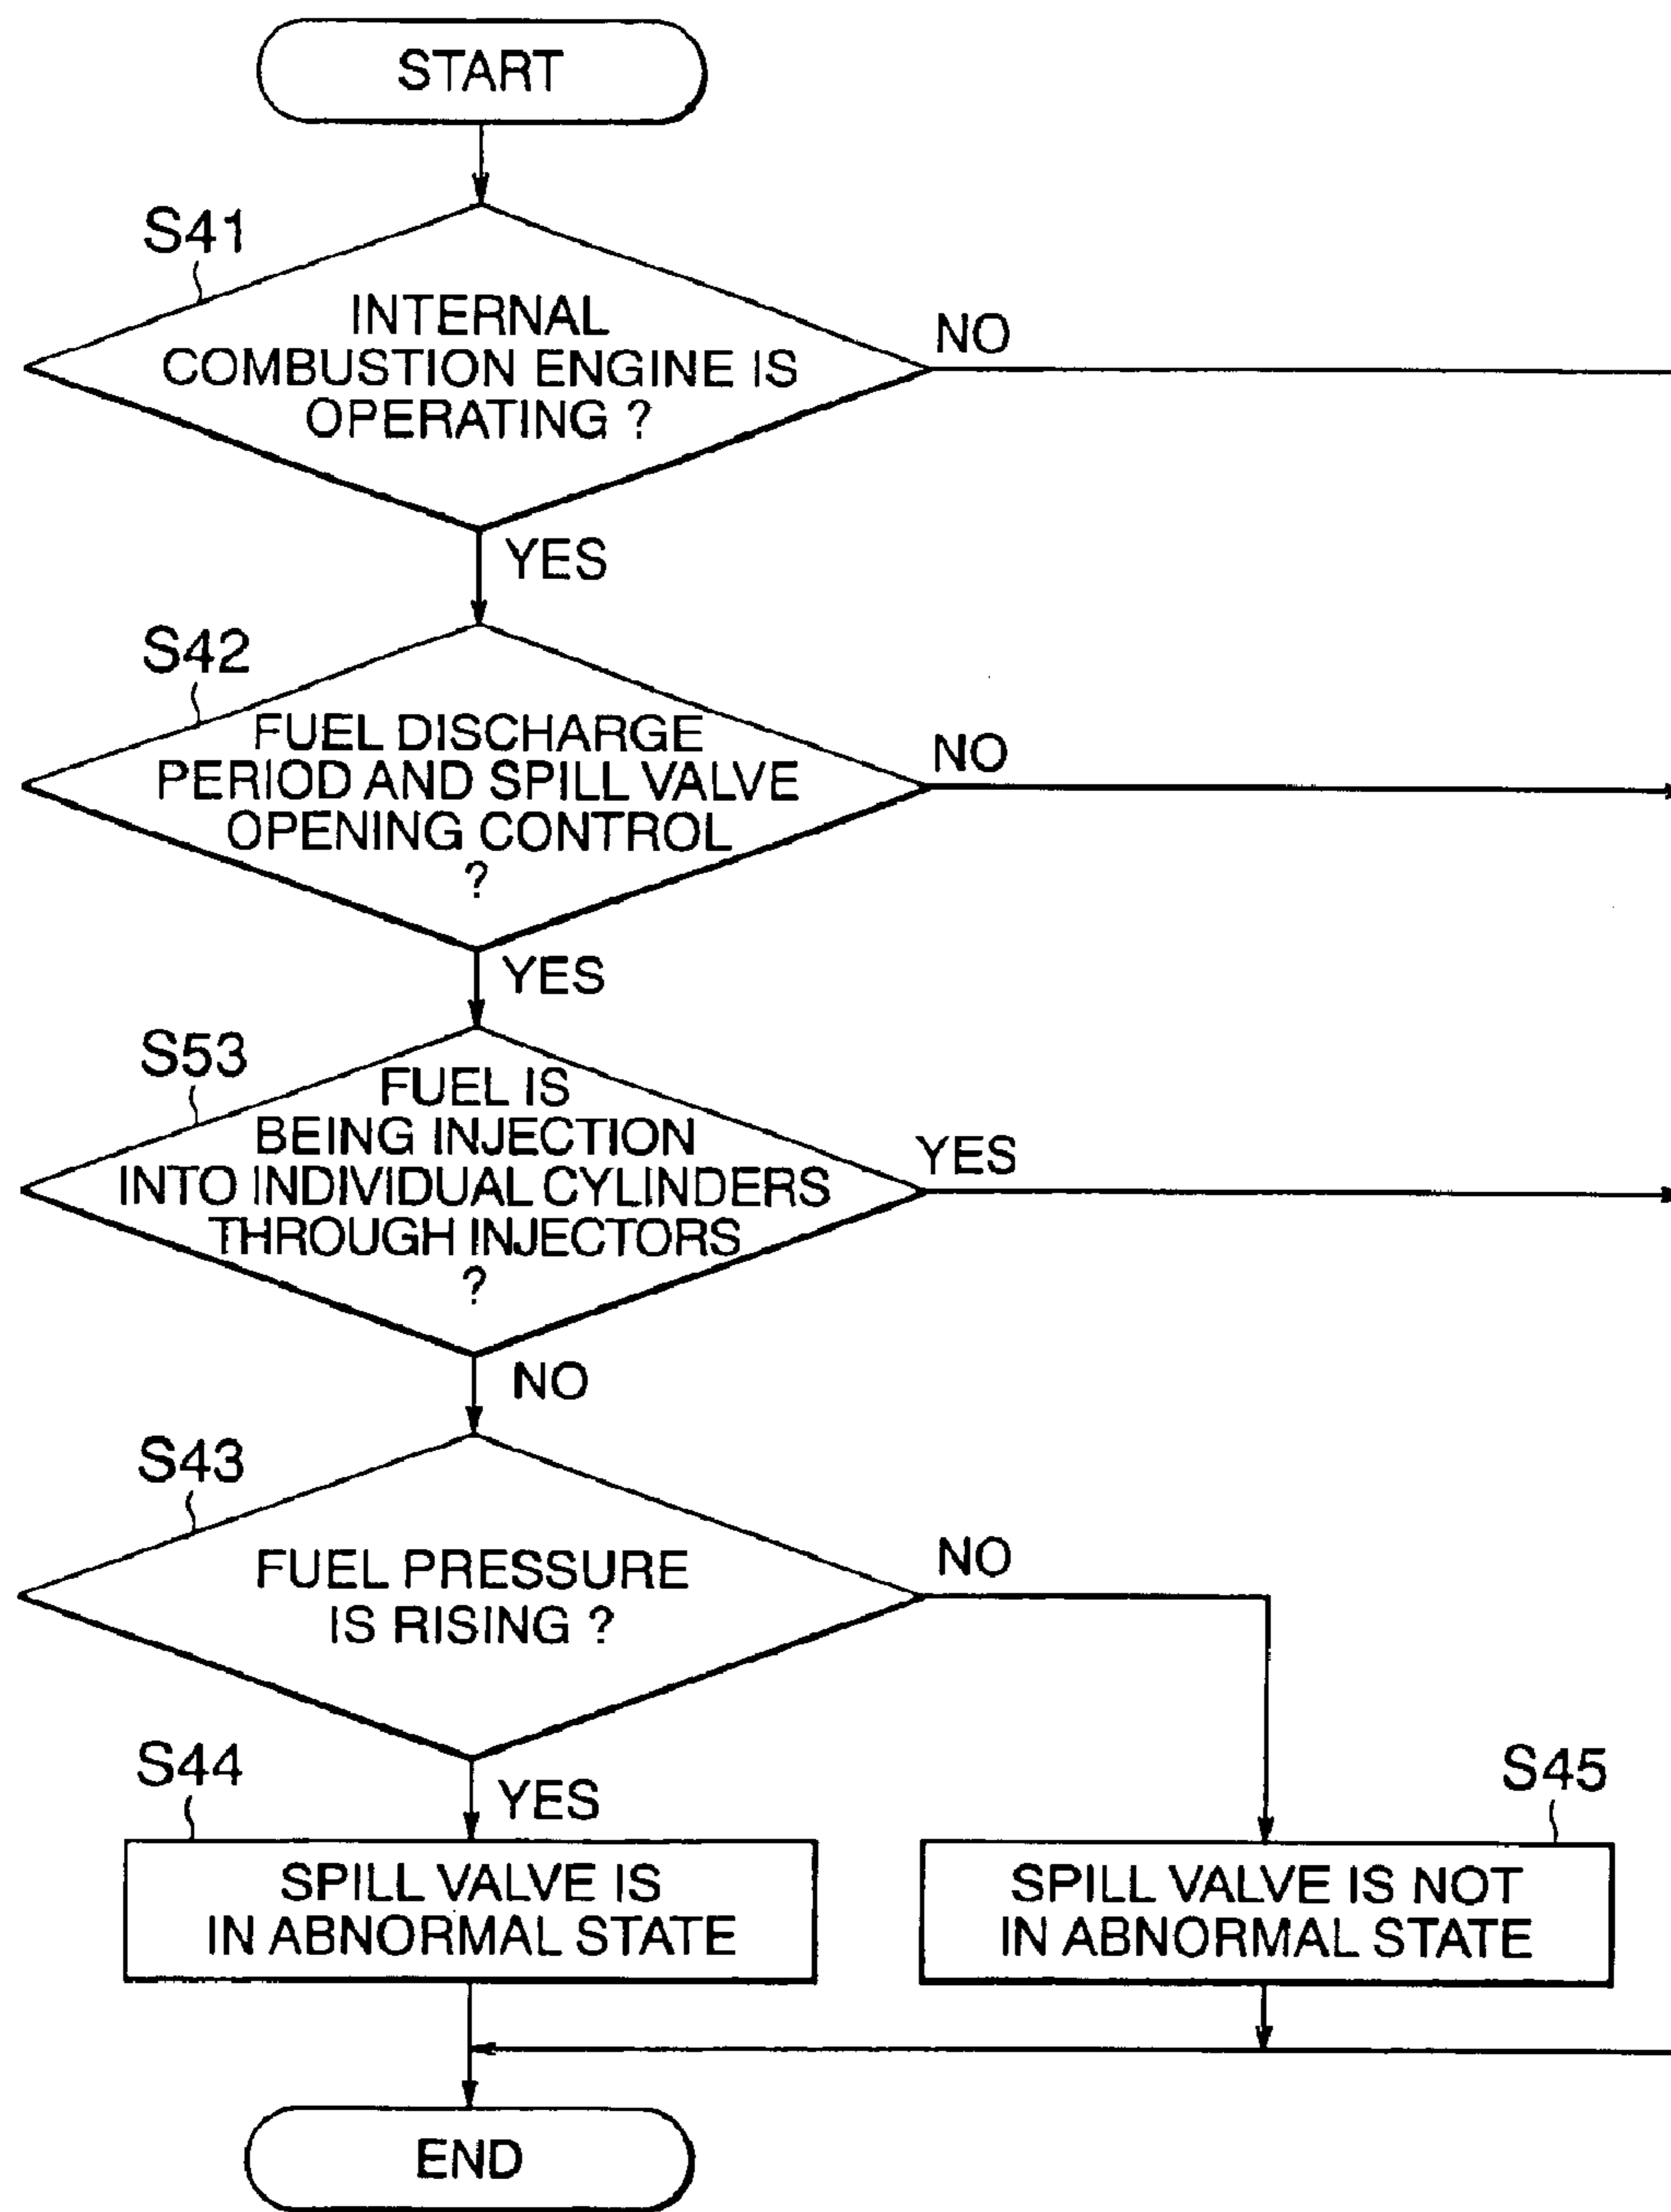 START
S41
INTERNAL
COMBUSTION ENGINE IS
OPERATING ?
NO
YES
S42
FUEL DISCHARGE
PERIOD AND SPILL VALVE
OPENING CONTROL
?
NO
YES
S53
FUEL IS
BEING INJECTION
INTO INDIVIDUAL CYLINDERS
THROUGH INJECTORS
?
YES
NO
S43
FUEL PRESSURE
IS RISING ?
NO
YES
S44
SPILL VALVE IS
IN ABNORMAL STATE
S45
SPILL VALVE IS NOT
IN ABNORMAL STATE
END